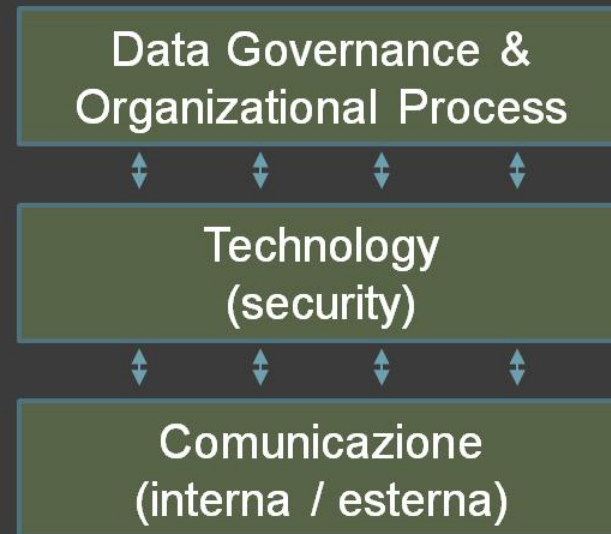 Data Governance &
Organizational Process
Technology
(security)
Comunicazione
(interna / esterna)